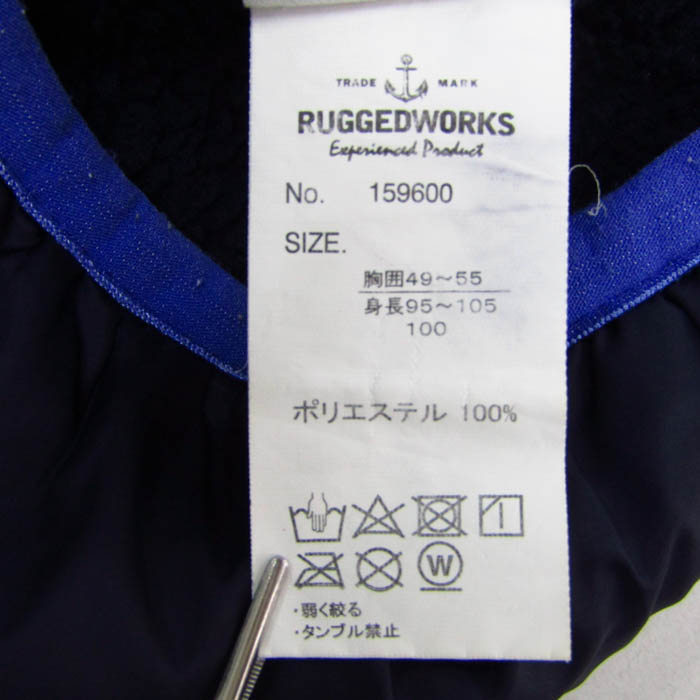 TRADE MARK
RUGGEDWORKS
Experienced Product
No. 159600
SIZE.
胸囲49～55
身長95～105
100
ポリエステル 100%
W
・弱く絞る
・タンブル禁止